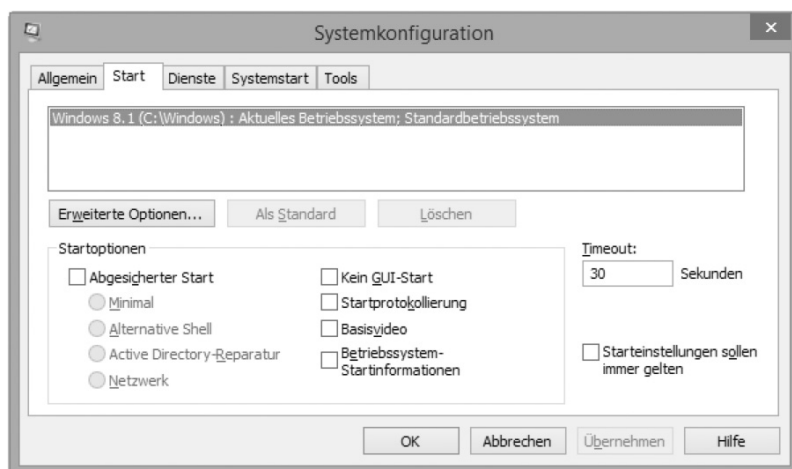 Systemkonfiguration
Allgemein Start Dienste Systemstart Tools
Windows 8.1 (C:\Windows) : Aktuelles Betriebssystem; Standardbetriebssystem
Erweiterte Optionen... Als Standard Löschen
Startoptionen
Abgesicherter Start
Minimal
Alternative Shell
Active Directory-Reparatur
Netzwerk
Kein GUI-Start
Startprotokollierung
Basisvideo
Betriebssystem-
Startinformationen
Timeout:
30 Sekunden
Starteinstellungen sollen
immer gelten
OK Abbrechen Übernehmen Hilfe